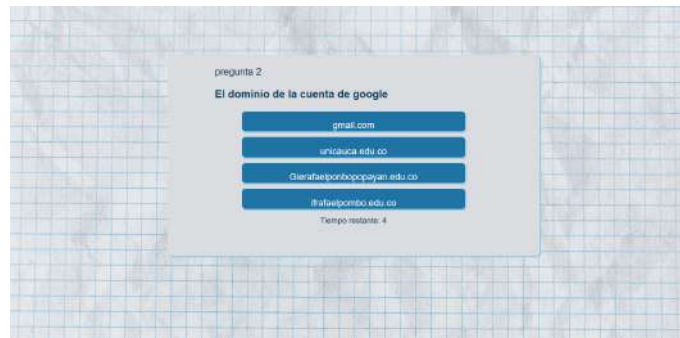 pregunta 2
El dominio de la cuenta de google
gmail.com
unicauca.edu.co
Gierafaelponbopopayan.edu.co
ifrafaelpombo.edu.co
Tiempo restante: 4